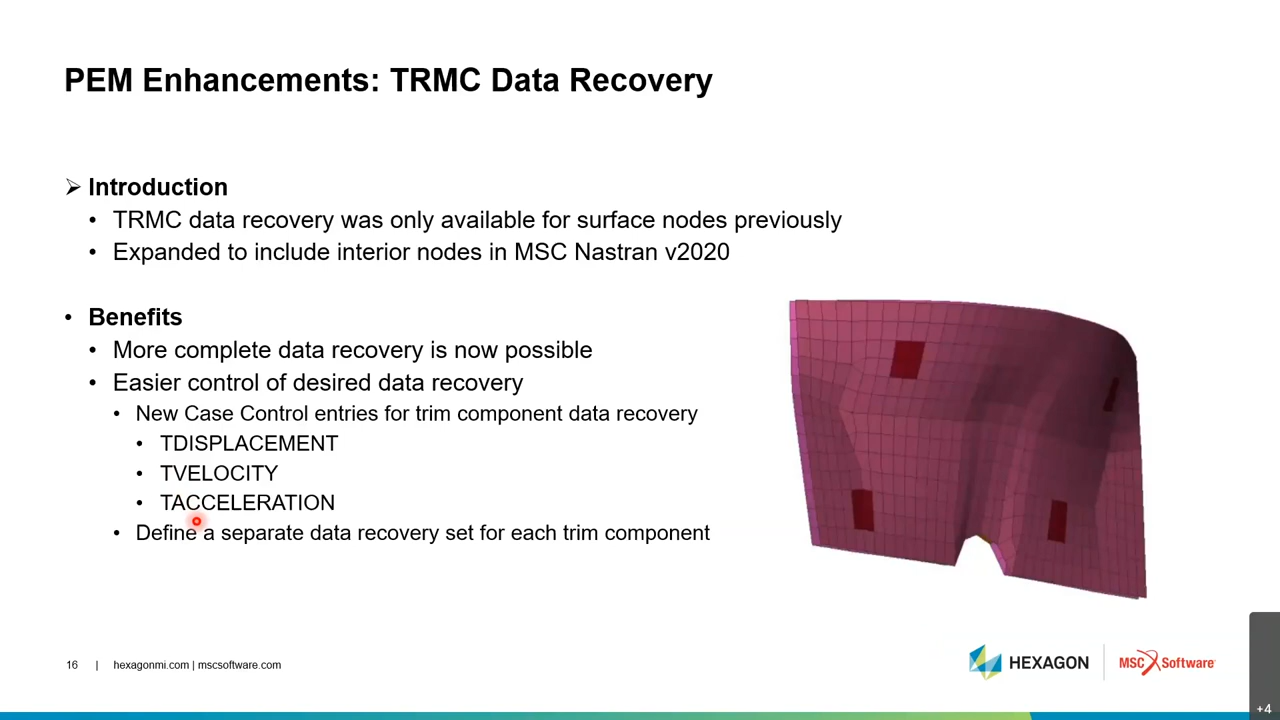 PEM Enhancements: TRMC Data Recovery
Introduction
TRMC data recovery was only available for surface nodes previously
Expanded to include interior nodes in MSC Nastran v2020
Benefits
More complete data recovery is now possible
Easier control of desired data recovery
New Case Control entries for trim component data recovery
TDISPLACEMENT
TVELOCITY
TACCELERATION
Define a separate data recovery set for each trim component
16 | hexagonmi.com | mscsoftware.com
HEXAGON
MSC Software
+4